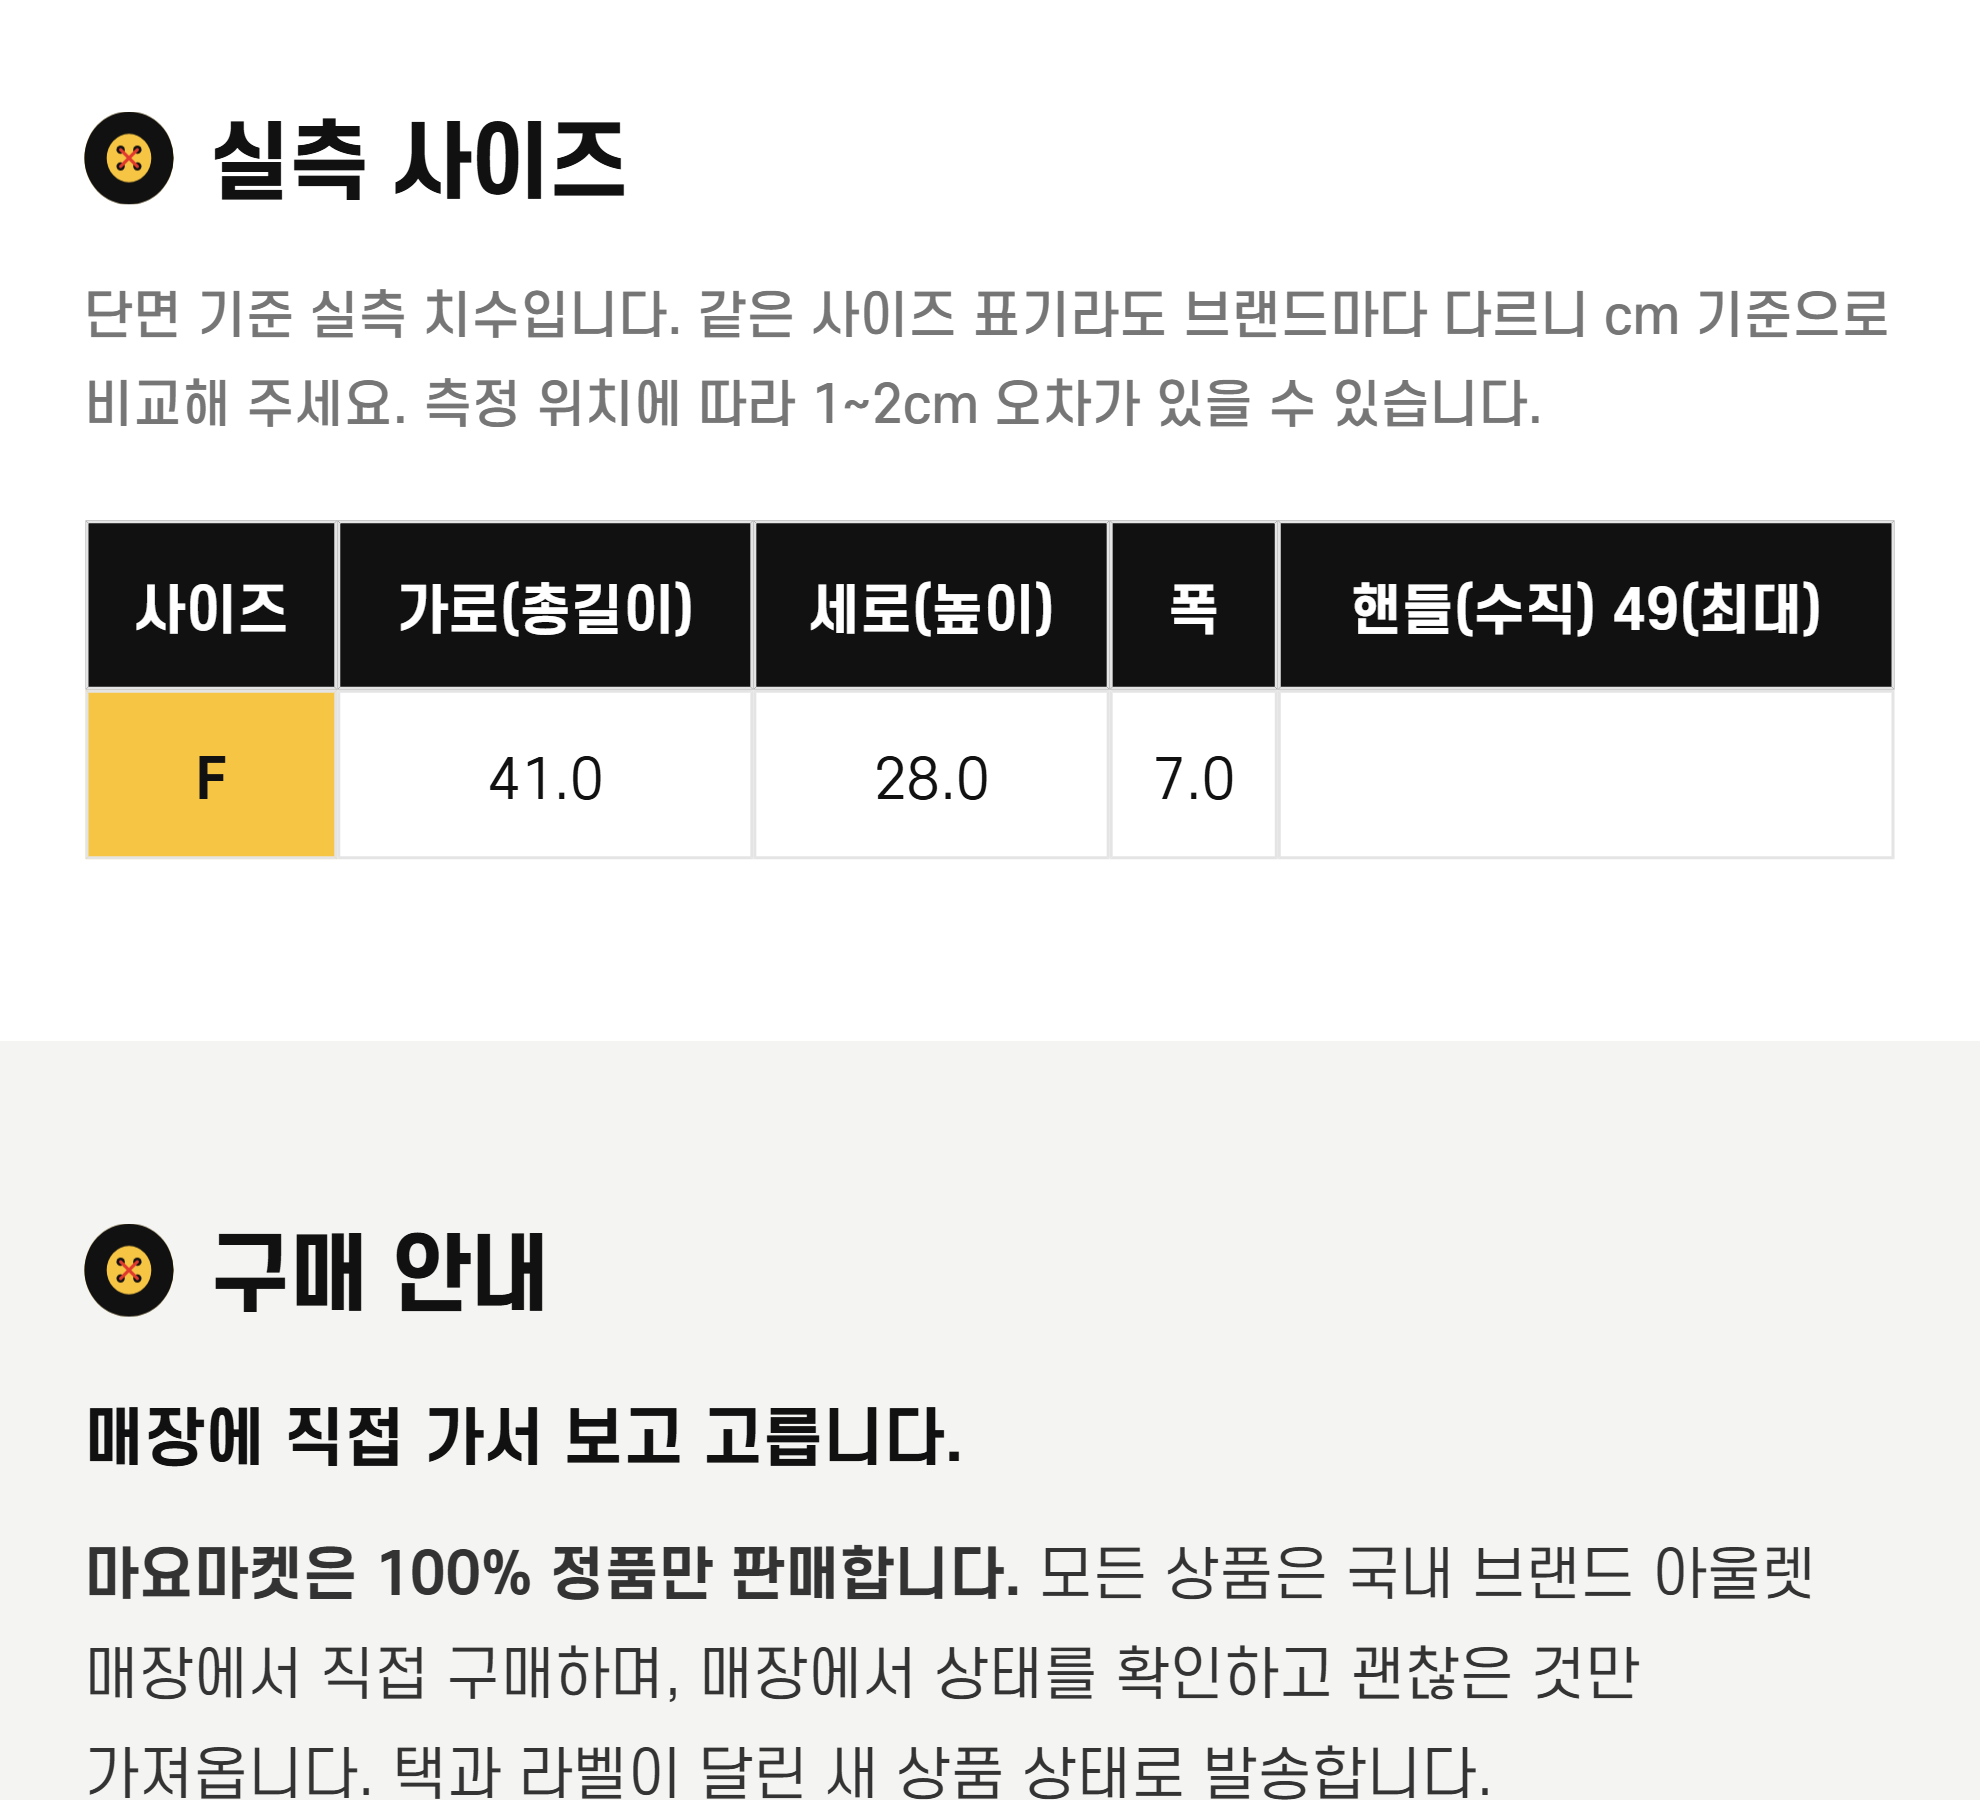 실측 사이즈
단면 기준 실측 치수입니다. 같은 사이즈 표기라도 브랜드마다 다르니 cm 기준으로
비교해 주세요. 측정 위치에 따라 1~2cm 오차가 있을 수 있습니다.
사이즈 가로(총길이) 세로(높이) 폭 핸들(수직) 49(최대)
F 41.0 28.0 7.0
구매 안내
매장에 직접 가서 보고 고릅니다.
마요마켓은 100% 정품만 판매합니다. 모든 상품은 국내 브랜드 아울렛
매장에서 직접 구매하며, 매장에서 상태를 확인하고 괜찮은 것만
가져옵니다. 택과 라벨이 달린 새 상품 상태로 발송합니다.